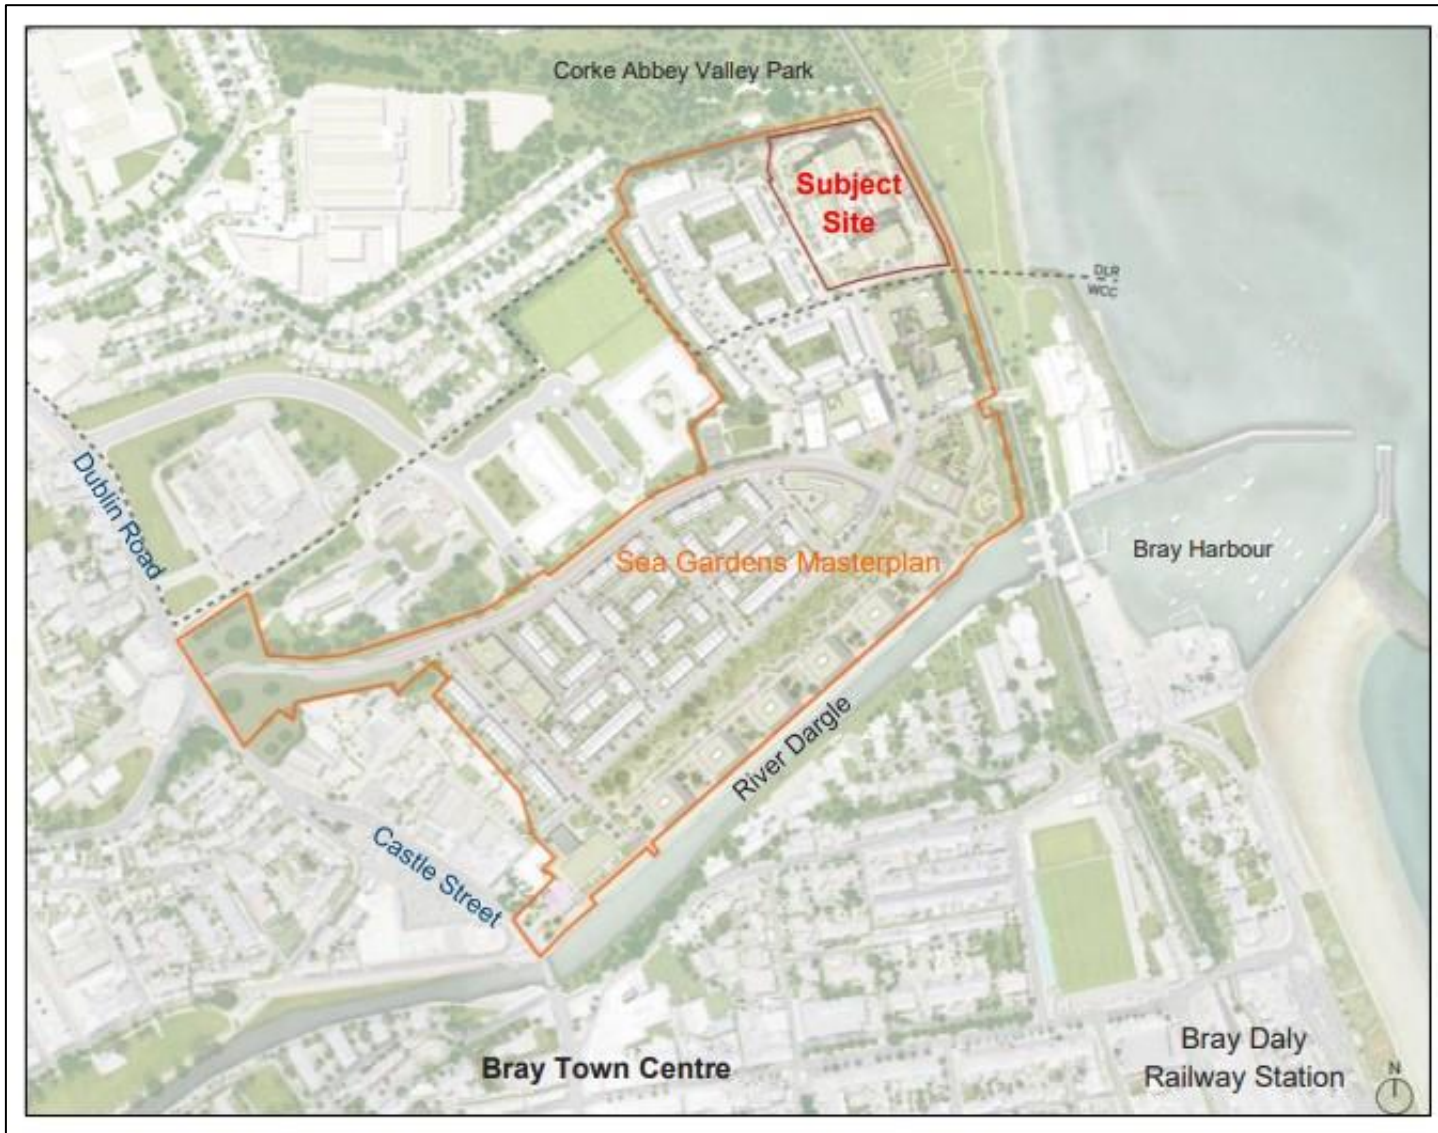 Corke Abbey Valley Park
Subject
Site
DLR
WCC
Dublin Road
Sea Gardens Masterplan
Bray Harbour
River Dargle
Castle Street
Bray Town Centre
Bray Daly
Railway Station
N